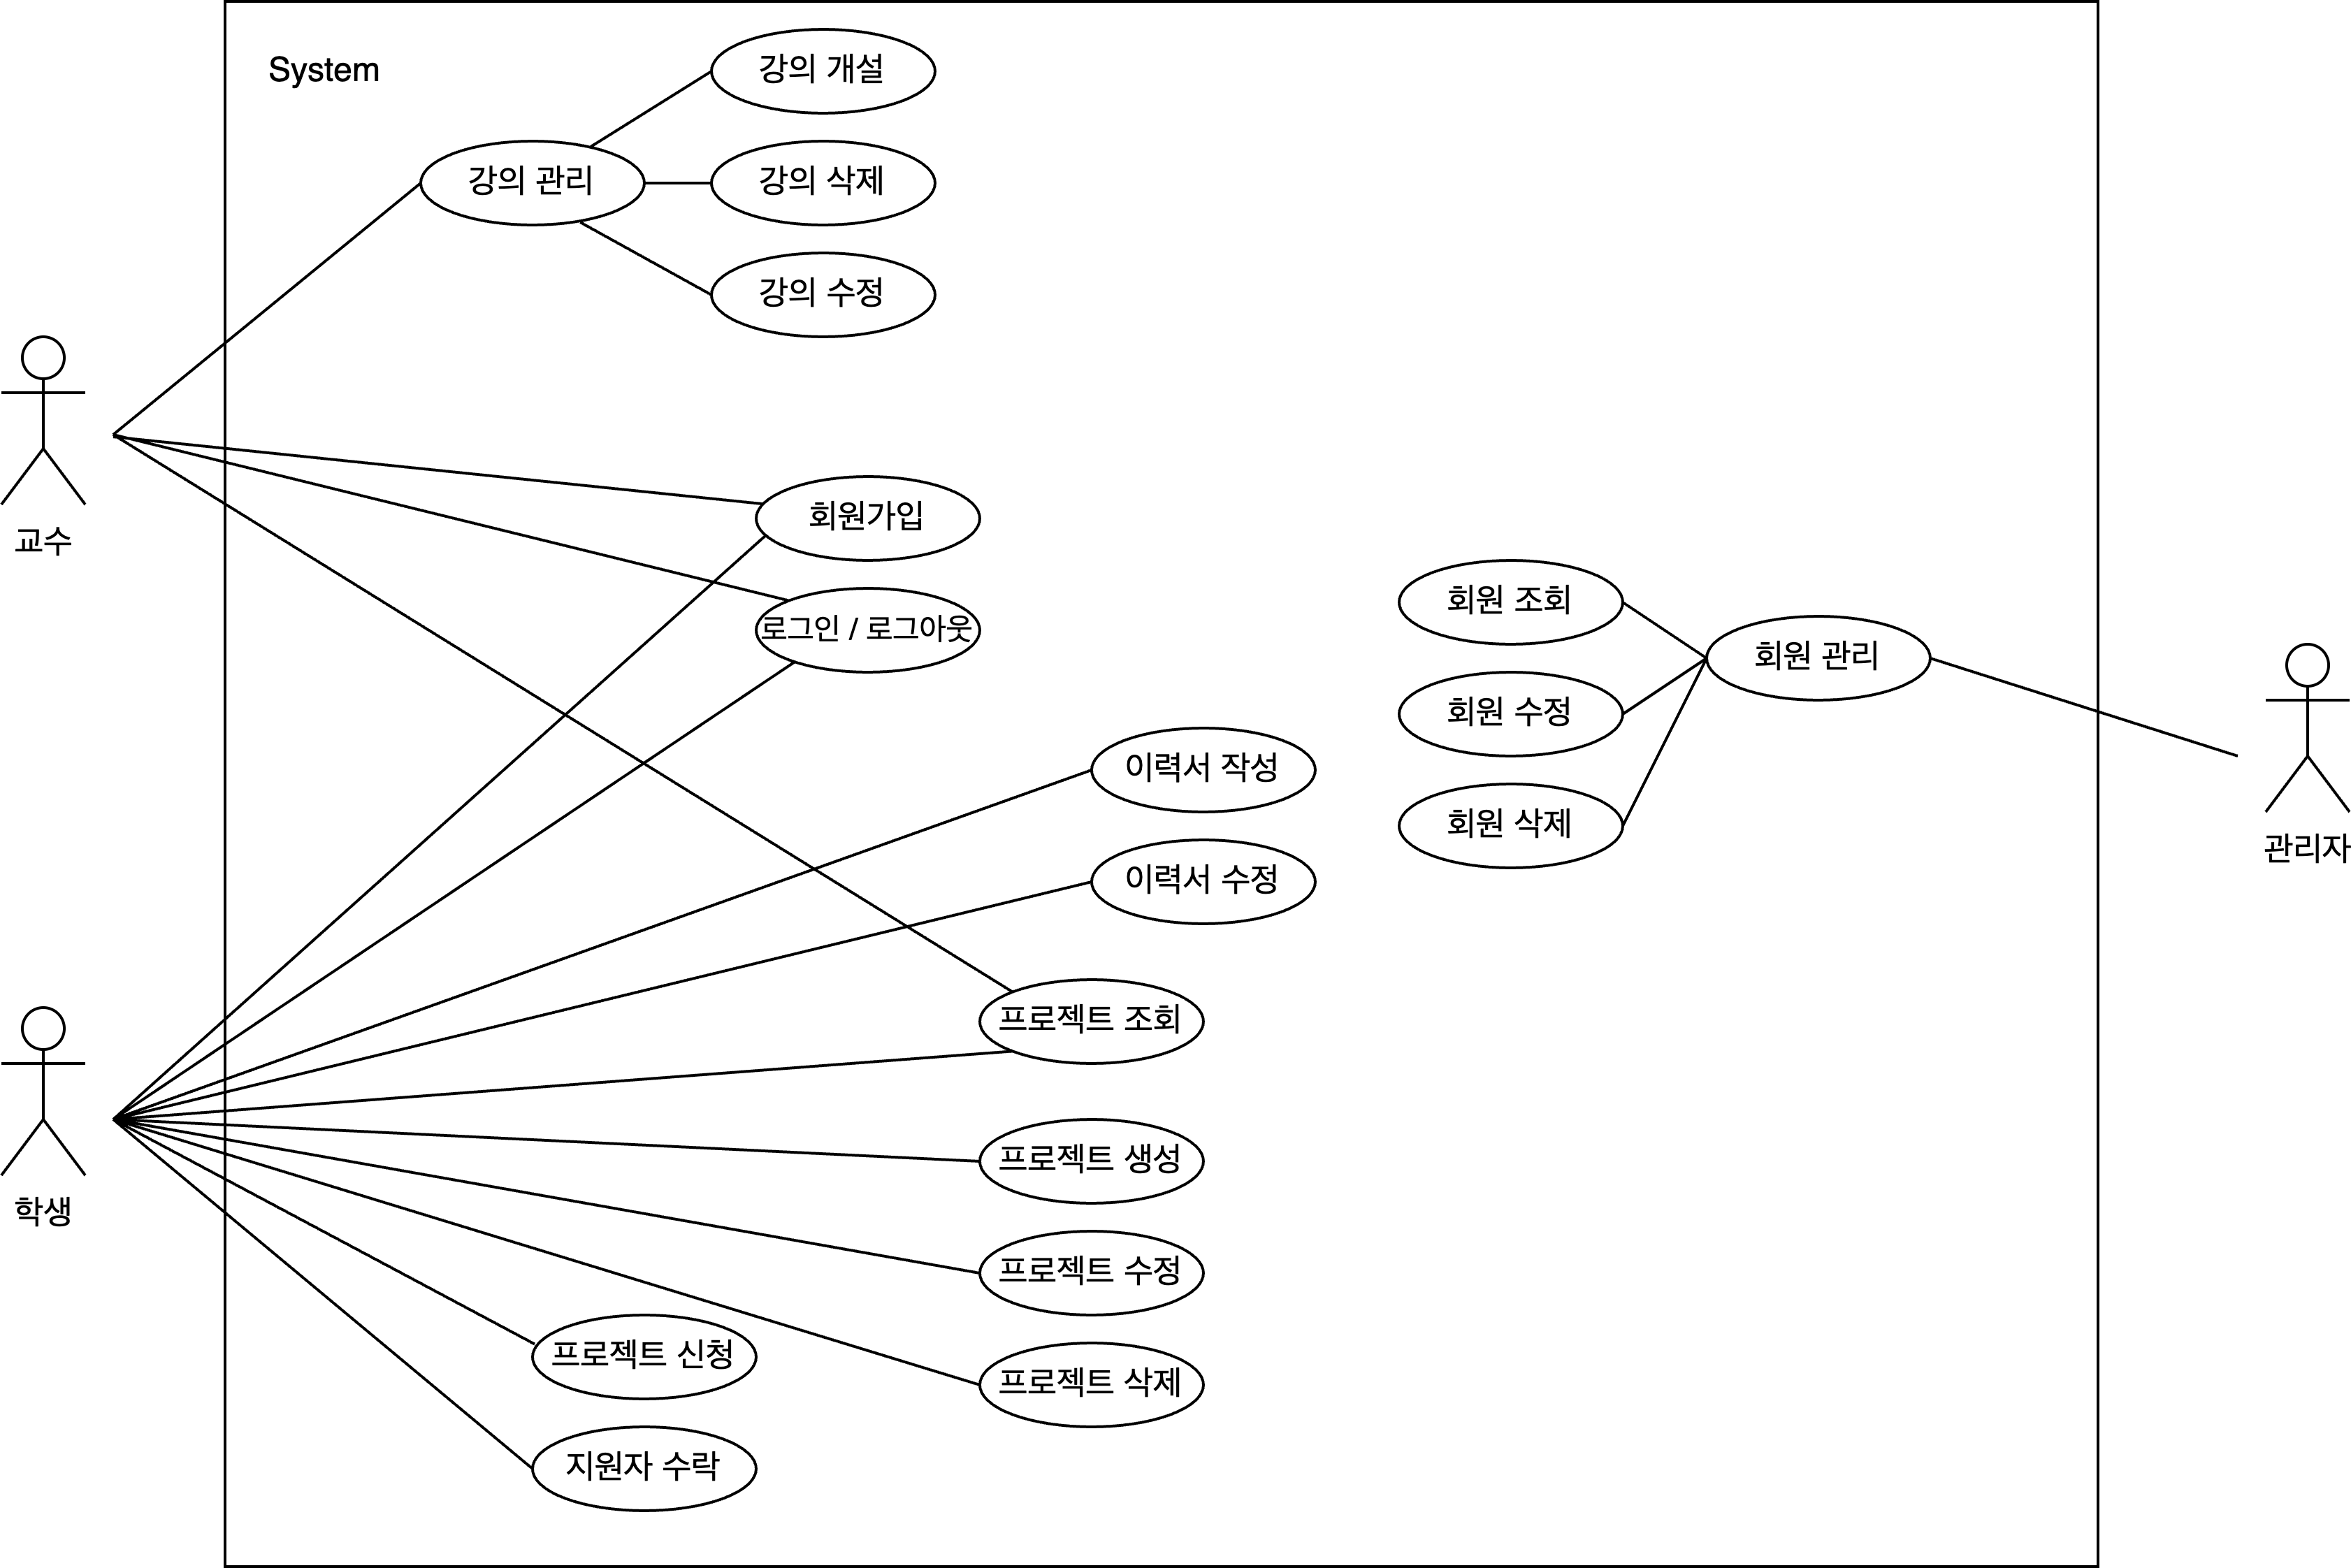 System
강의 개설
강의 관리
강의 삭제
강의 수정
교수
회원가입
로그인 / 로그아웃
회원 조회
회원 관리
회원 수정
회원 삭제
관리자
이력서 작성
이력서 수정
프로젝트 조회
프로젝트 생성
학생
프로젝트 수정
프로젝트 신청
프로젝트 삭제
지원자 수락